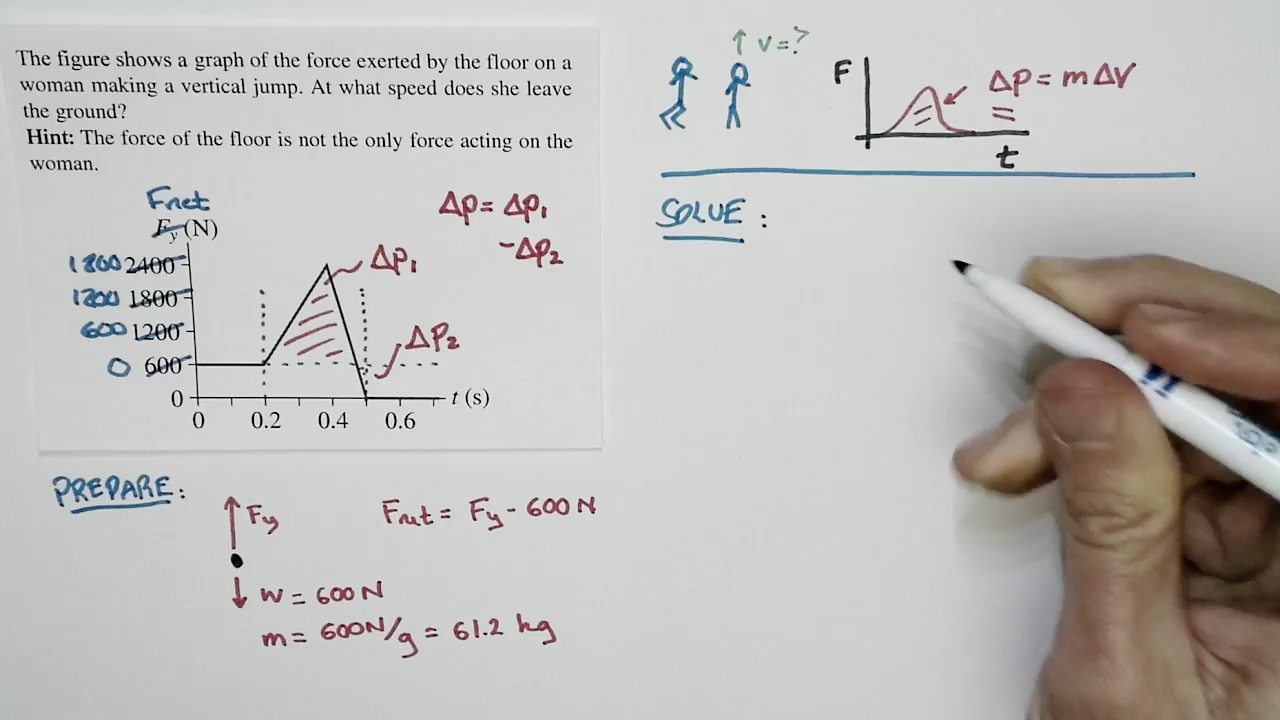 The figure shows a graph of the force exerted by the floor on a
woman making a vertical jump. At what speed does she leave
the ground?
Hint: The force of the floor is not the only force acting on the
woman.
Fnet
Fy (N)
1800 2400
1200 1800
600 1200
0 600
0
0 0.2 0.4 0.6
t (s)
Δp = Δp1
- Δp2
Δp1
Δp2
PREPARE:
Fy
Fnet = Fy - 600 N
w = 600 N
m = 600N/g = 61.2 kg
↑ v = ?
F
Δp = mΔv
t
SOLVE: